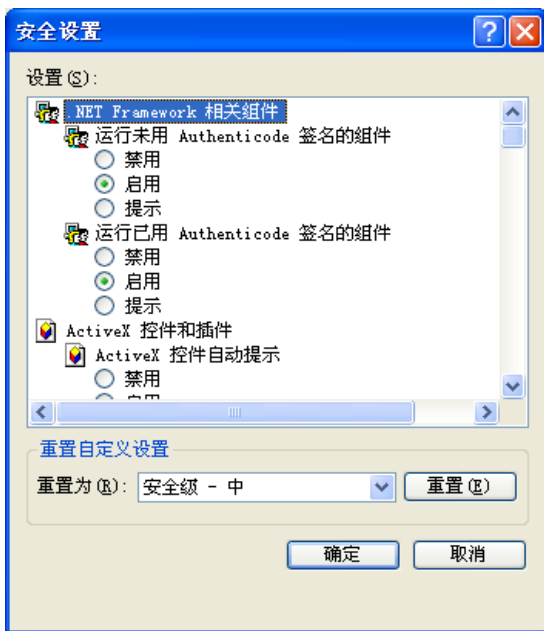 安全设置
设置(S):
.NET Framework 相关组件
运行未用 Authenticode 签名的组件
禁用
启用
提示
运行已用 Authenticode 签名的组件
禁用
启用
提示
ActiveX 控件和插件
ActiveX 控件自动提示
禁用
重置自定义设置
重置为(R): 安全级 - 中 重置(E)
确定 取消